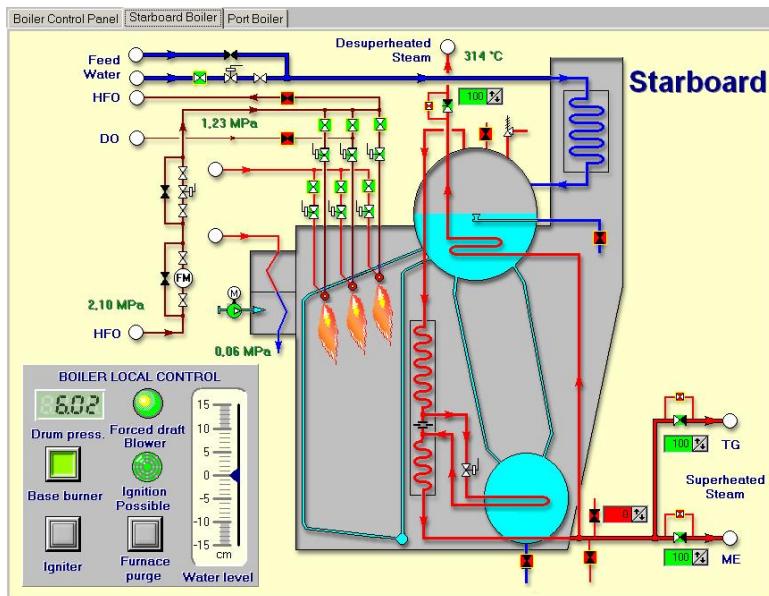 Boiler Control Panel Starboard Boiler Port Boiler
Feed
Water
HFO
DO
1,23 MPa
Desuperheated
Steam
314 °C
100
Starboard
FM
2,10 MPa
HFO
M
0,06 MPa
BOILER LOCAL CONTROL
6.02
Drum press.
Forced draft
Blower
Base burner
Ignition
Possible
Igniter
Furnace
purge
15
10
5
0
-5
-10
-15
cm
Water level
100
TG
Superheated
Steam
0
100
ME